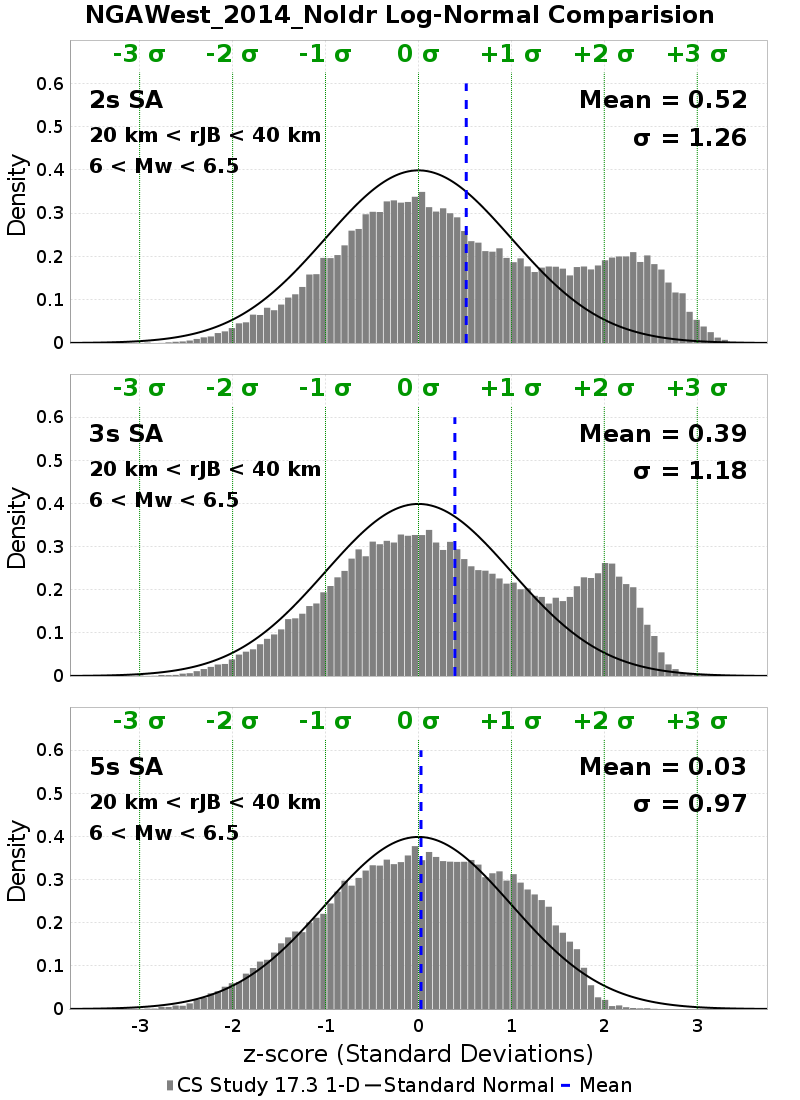 NGAWest_2014_NoIdr Log-Normal Comparision
-3 σ -2 σ -1 σ 0 σ +1 σ +2 σ +3 σ
0.6
2s SA Mean = 0.52
0.5
20 km < rJB < 40 km σ = 1.26
0.4
6 < Mw < 6.5
0.3
0.2
0.1
0
Density
-3 σ -2 σ -1 σ 0 σ +1 σ +2 σ +3 σ
0.6
3s SA Mean = 0.39
0.5
20 km < rJB < 40 km σ = 1.18
0.4
6 < Mw < 6.5
0.3
0.2
0.1
0
Density
-3 σ -2 σ -1 σ 0 σ +1 σ +2 σ +3 σ
0.6
5s SA Mean = 0.03
0.5
20 km < rJB < 40 km σ = 0.97
0.4
6 < Mw < 6.5
0.3
0.2
0.1
0
Density
-3 -2 -1 0 1 2 3
z-score (Standard Deviations)
CS Study 17.3 1-D Standard Normal Mean